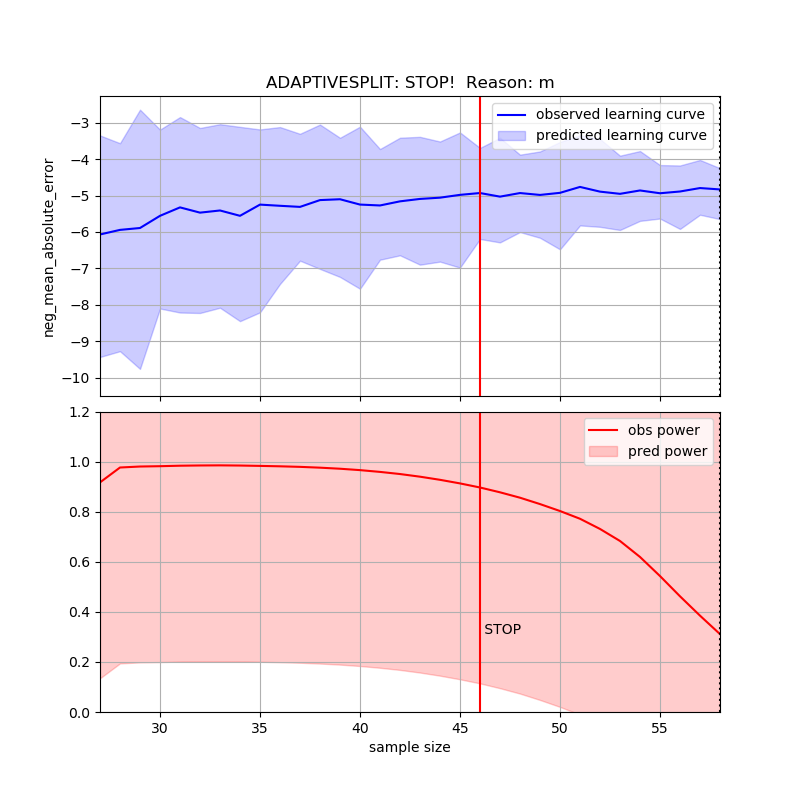 ADAPTIVESPLIT: STOP!  Reason: m
observed learning curve
predicted learning curve
neg_mean_absolute_error
−3
−4
−5
−6
−7
−8
−9
−10
obs power
pred power
1.2
1.0
0.8
0.6
0.4
0.2
0.0
STOP
30 35 40 45 50 55
sample size